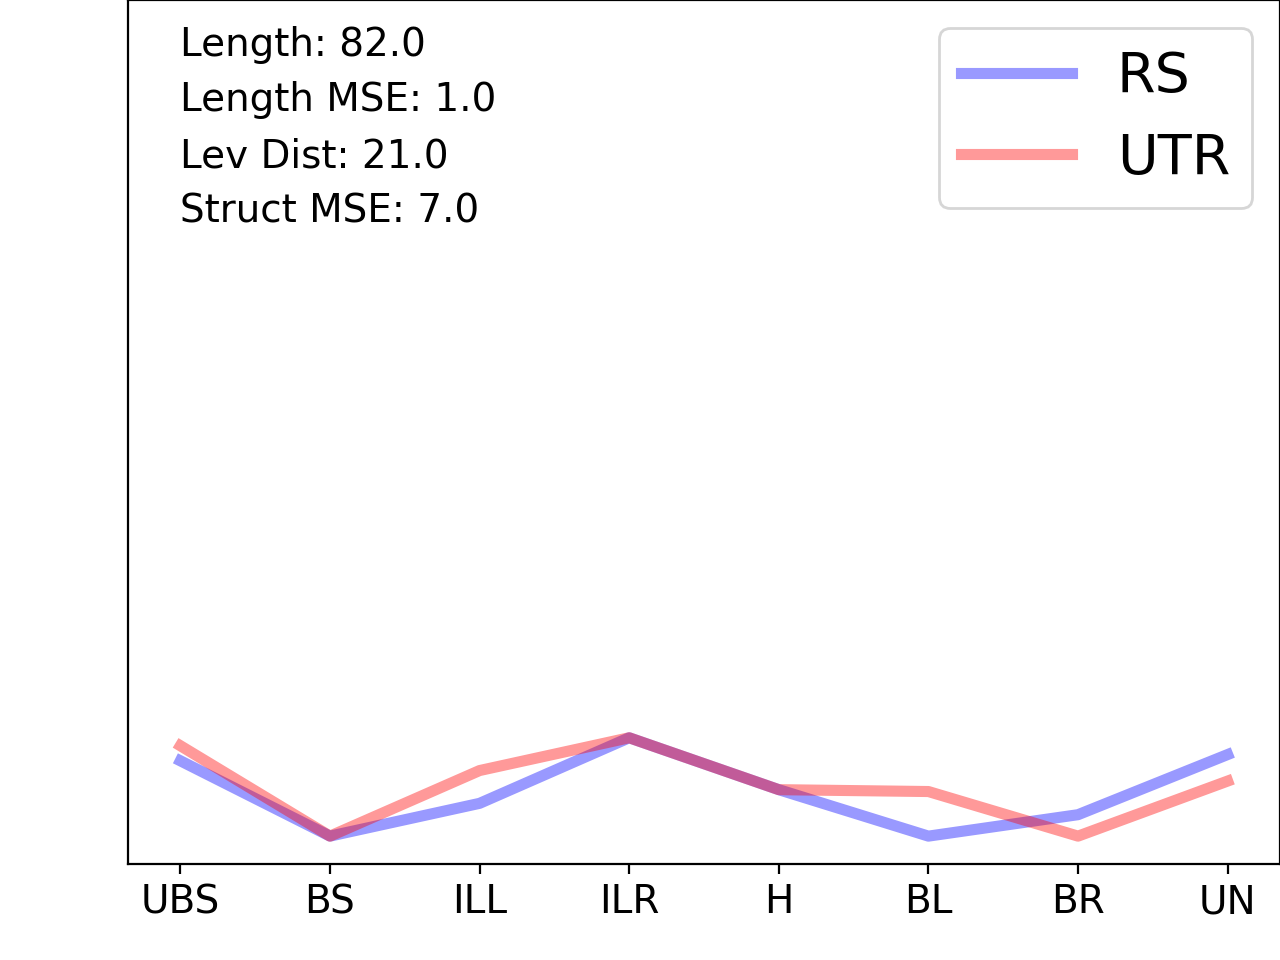 Length: 82.0
Length MSE: 1.0
Lev Dist: 21.0
Struct MSE: 7.0
RS
UTR
UBS BS ILL ILR H BL BR UN